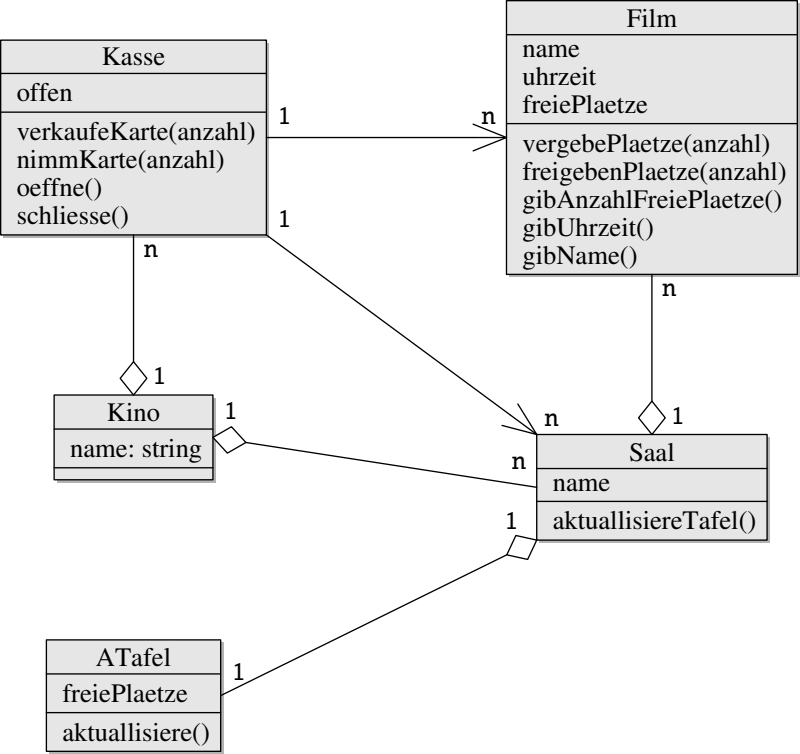 Kasse
offen
verkaufeKarte(anzahl)
nimmKarte(anzahl)
oeffne()
schliesse()
1
n
Film
name
uhrzeit
freiePlaetze
vergebePlaetze(anzahl)
freigebenPlaetze(anzahl)
gibAnzahlFreiePlaetze()
gibUhrzeit()
gibName()
1
n
n
n
1
1
Kino
name: string
1
n
n
1
Saal
name
aktuallisiereTafel()
ATafel
freiePlaetze
aktuallisiere()
1